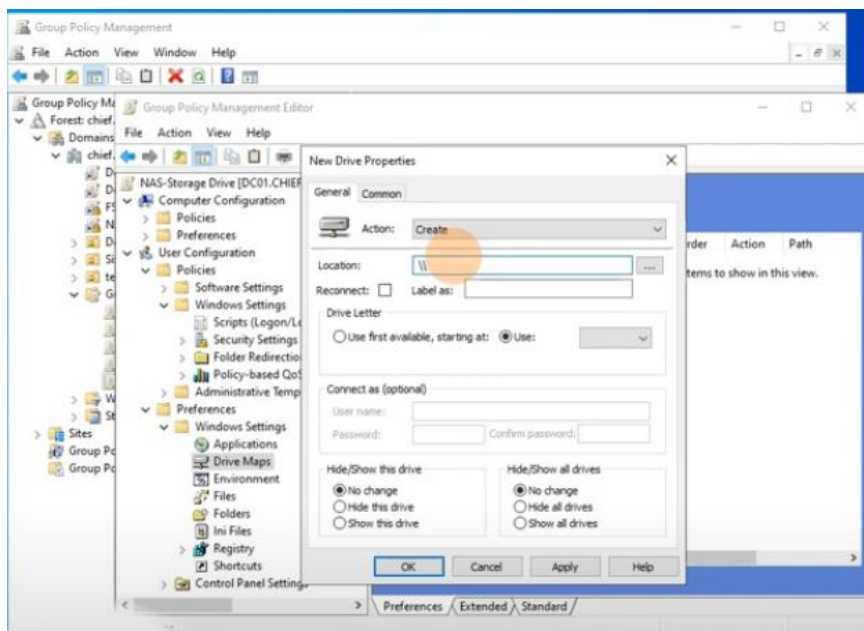 Group Policy Management
File Action View Window Help
Group Policy Ma
Forest: chief.
Domains
chief.
D
D
FS
N
D
Si
te
G
W
St
Sites
Group Po
Group Po
Group Policy Management Editor
File Action View Help
NAS-Storage Drive [DC01.CHIEF
Computer Configuration
Policies
Preferences
User Configuration
Policies
Software Settings
Windows Settings
Scripts (Logon/Lo
Security Settings
Folder Redirectio
Policy-based QoS
Administrative Temp
Preferences
Windows Settings
Applications
Drive Maps
Environment
Files
Folders
Ini Files
Registry
Shortcuts
Control Panel Setting
rder Action Path
tems to show in this view.
Preferences Extended Standard
New Drive Properties
General Common
Action: Create
Location: \\
...
Reconnect: Label as:
Drive Letter
Use first available, starting at: Use:
Connect as (optional)
User name:
Password: Confirm password:
Hide/Show this drive Hide/Show all drives
No change No change
Hide this drive Hide all drives
Show this drive Show all drives
OK Cancel Apply Help